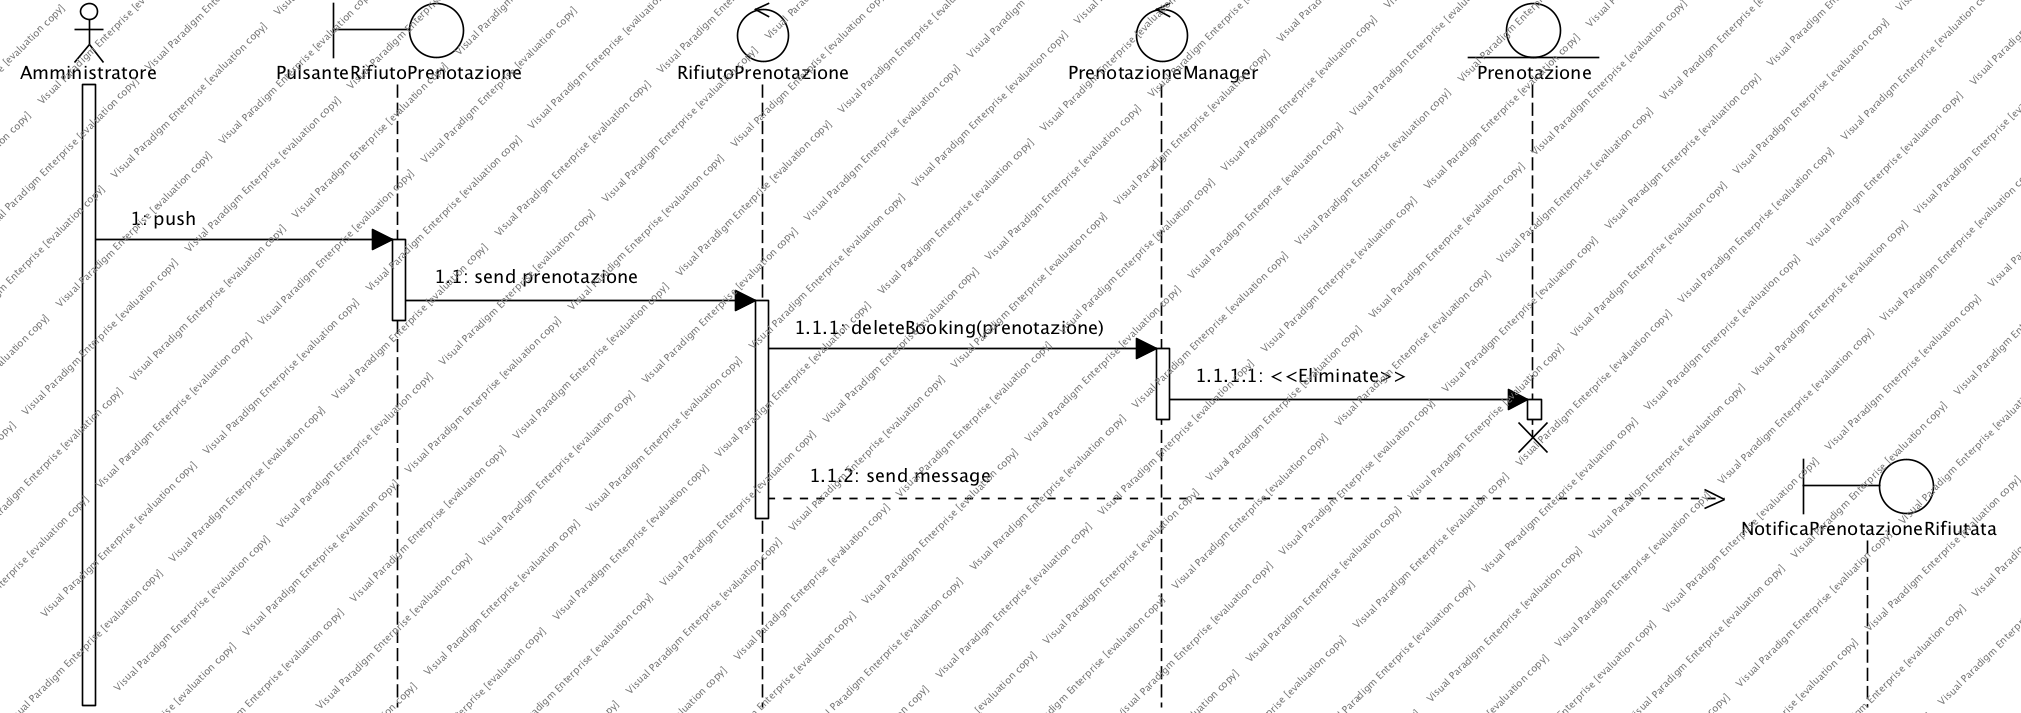 Amministratore
PulsanteRifiutoPrenotazione
RifiutoPrenotazione
PrenotazioneManager
Prenotazione
1: push
1.1: send prenotazione
1.1.1: deleteBooking(prenotazione)
1.1.1.1: <<Eliminate>>
1.1.2: send message
NotificaPrenotazioneRifiutata
Visual Paradigm Enterprise [evaluation copy]